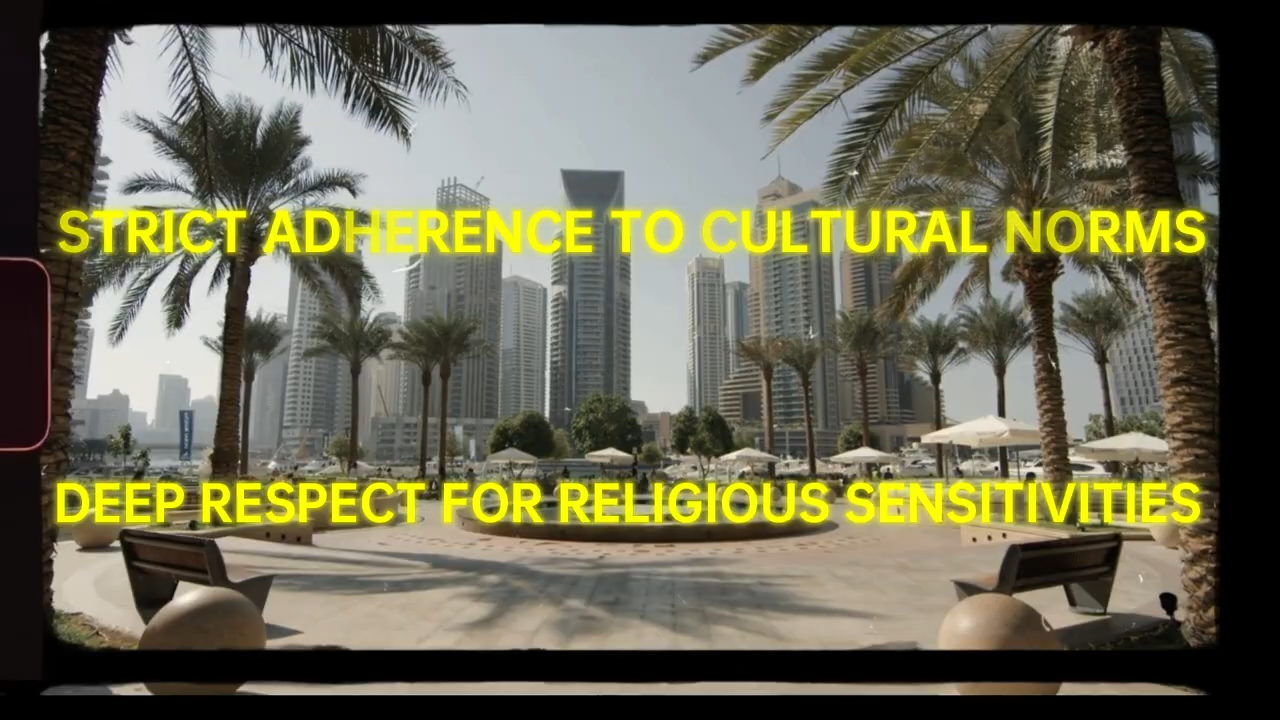 STRICT ADHERENCE TO CULTURAL NORMS
DEEP RESPECT FOR RELIGIOUS SENSITIVITIES